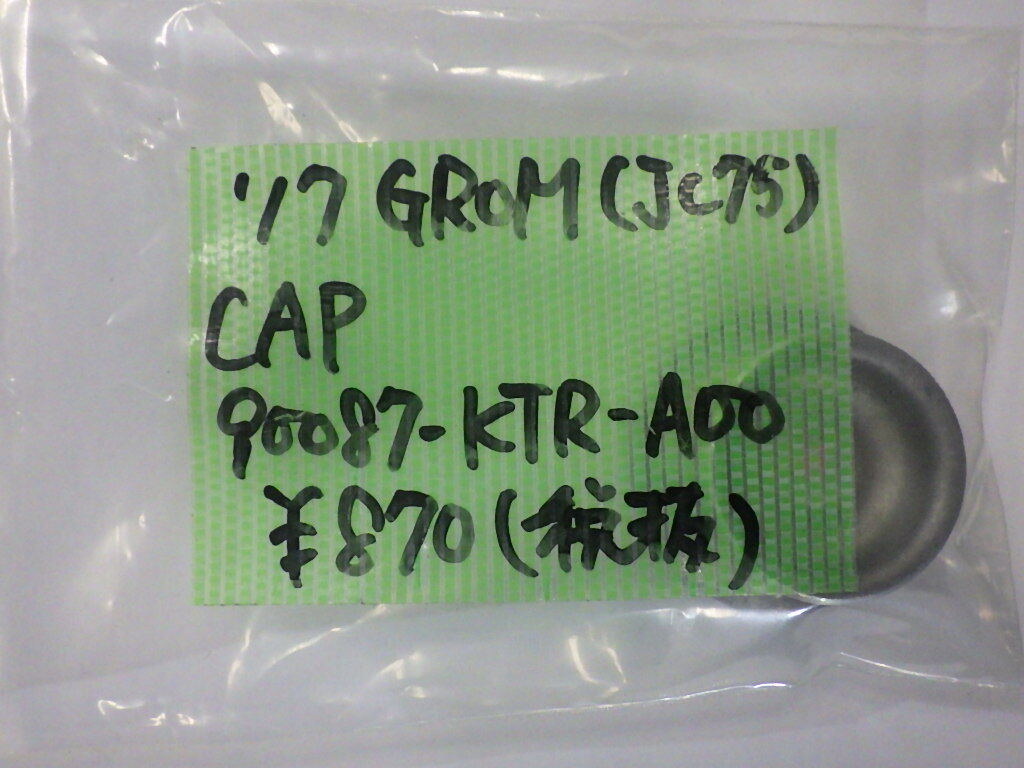 '17 GROM (JC75)
CAP
90087-KTR-A00
¥870 (税抜)